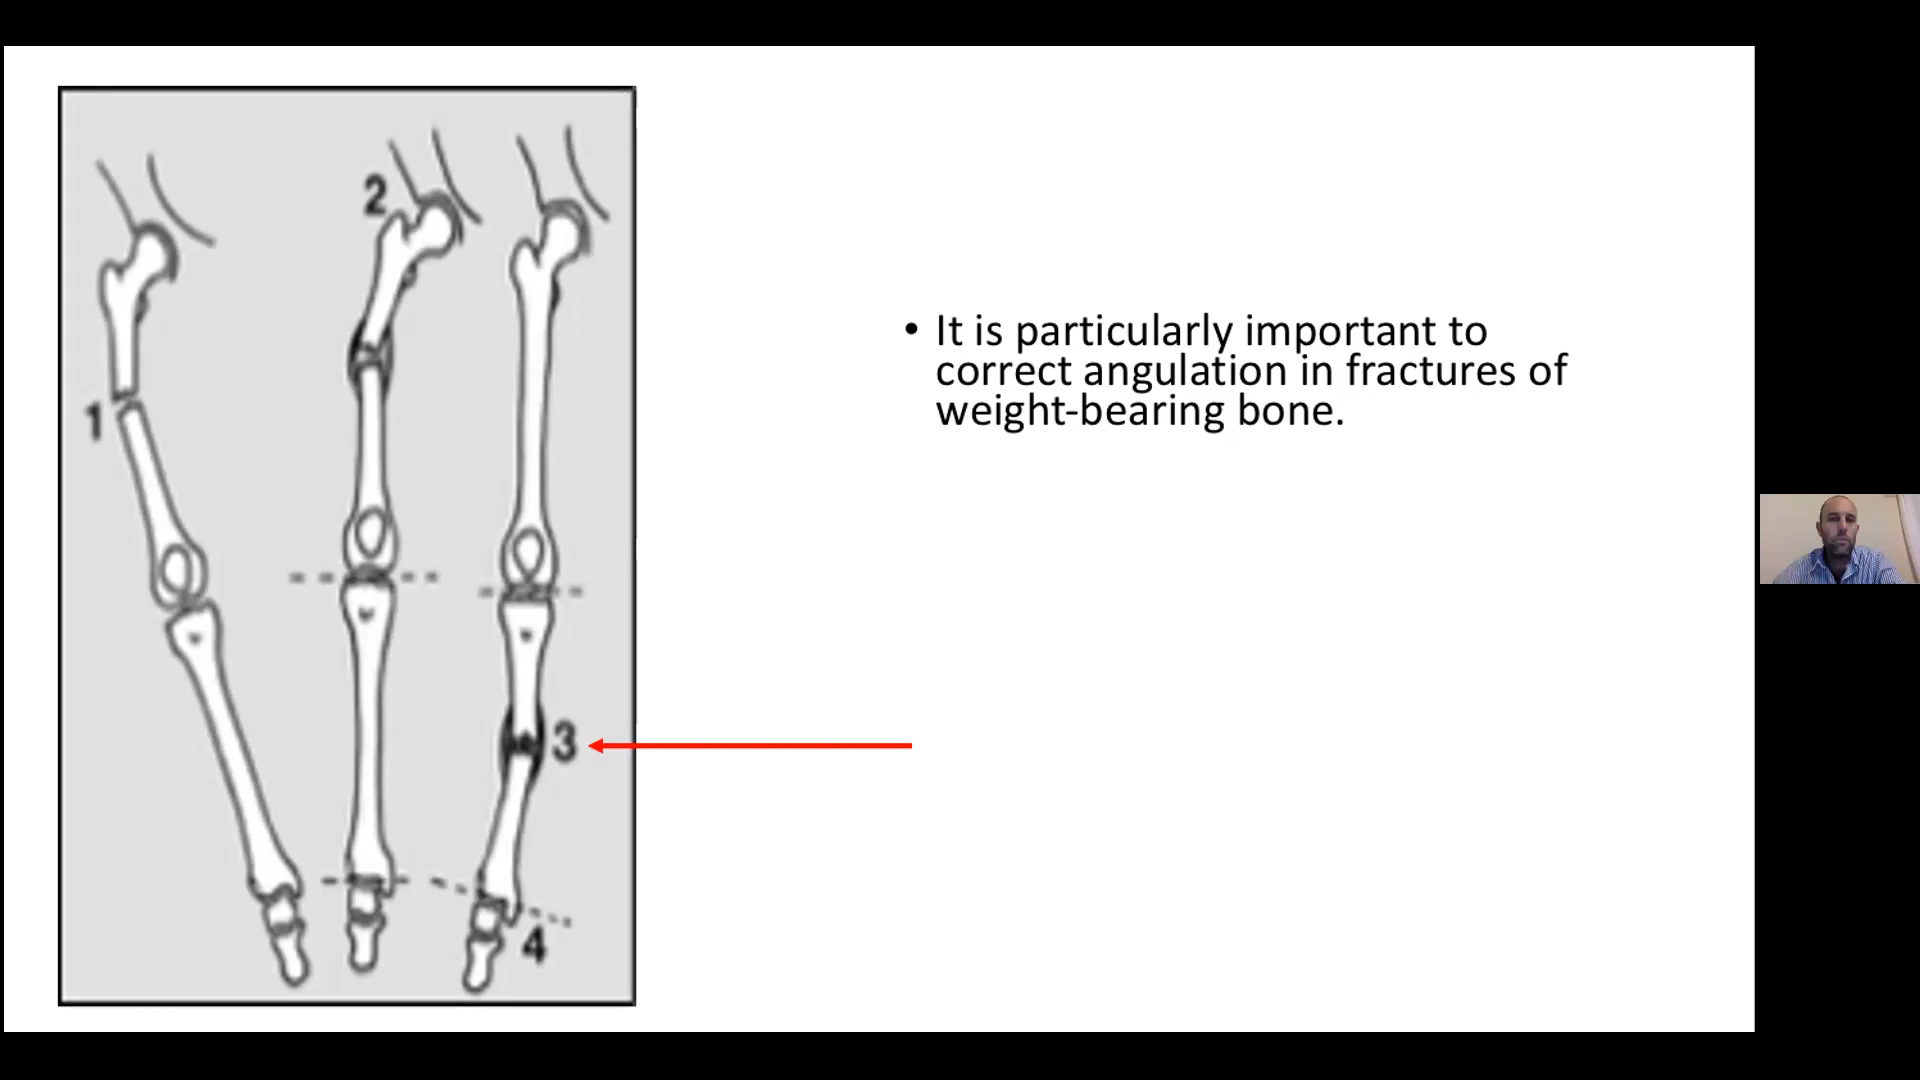 2
1
3
4
• It is particularly important to
correct angulation in fractures of
weight-bearing bone.